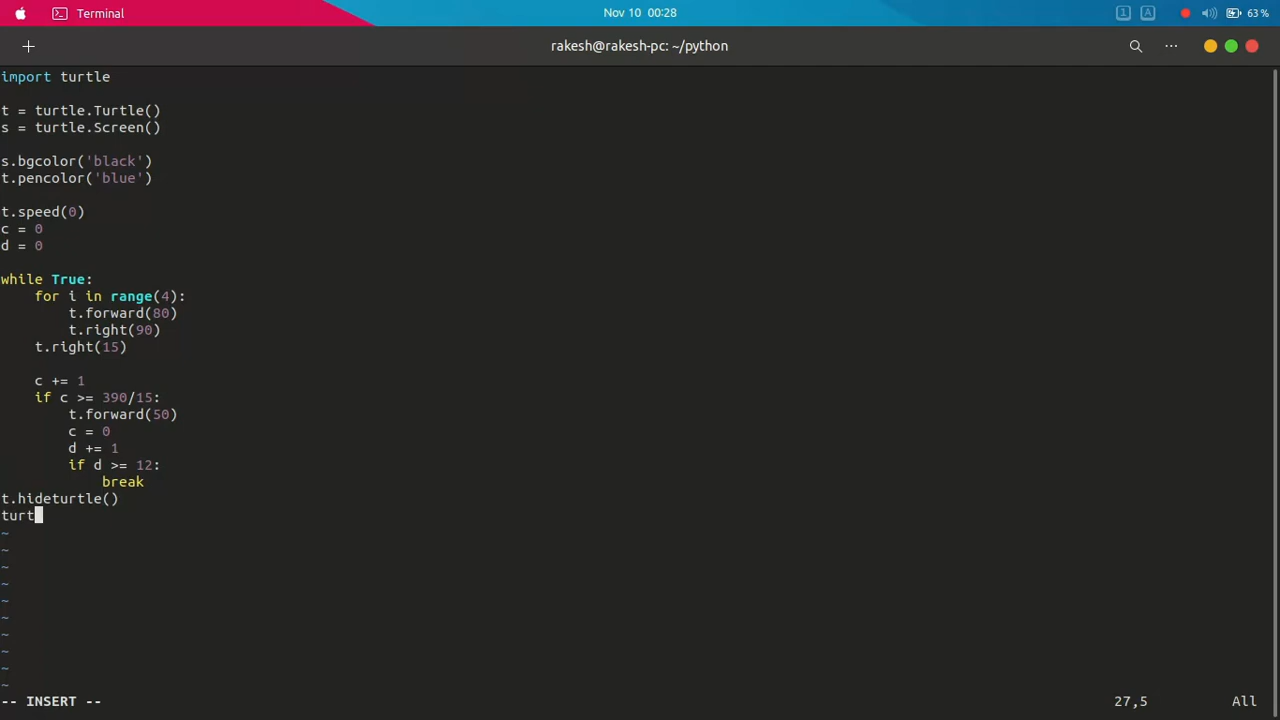 Terminal
Nov 10 00:28
1 A
63 %
+
rakesh@rakesh-pc: ~/python
import turtle
t = turtle.Turtle()
s = turtle.Screen()
s.bgcolor('black')
t.pencolor('blue')
t.speed(0)
c = 0
d = 0
while True:
    for i in range(4):
        t.forward(80)
        t.right(90)
    t.right(15)
    c += 1
    if c >= 390/15:
        t.forward(50)
        c = 0
        d += 1
        if d >= 12:
            break
t.hideturtle()
turt
~
~
~
~
~
~
~
~
~
~
-- INSERT --
27,5
All